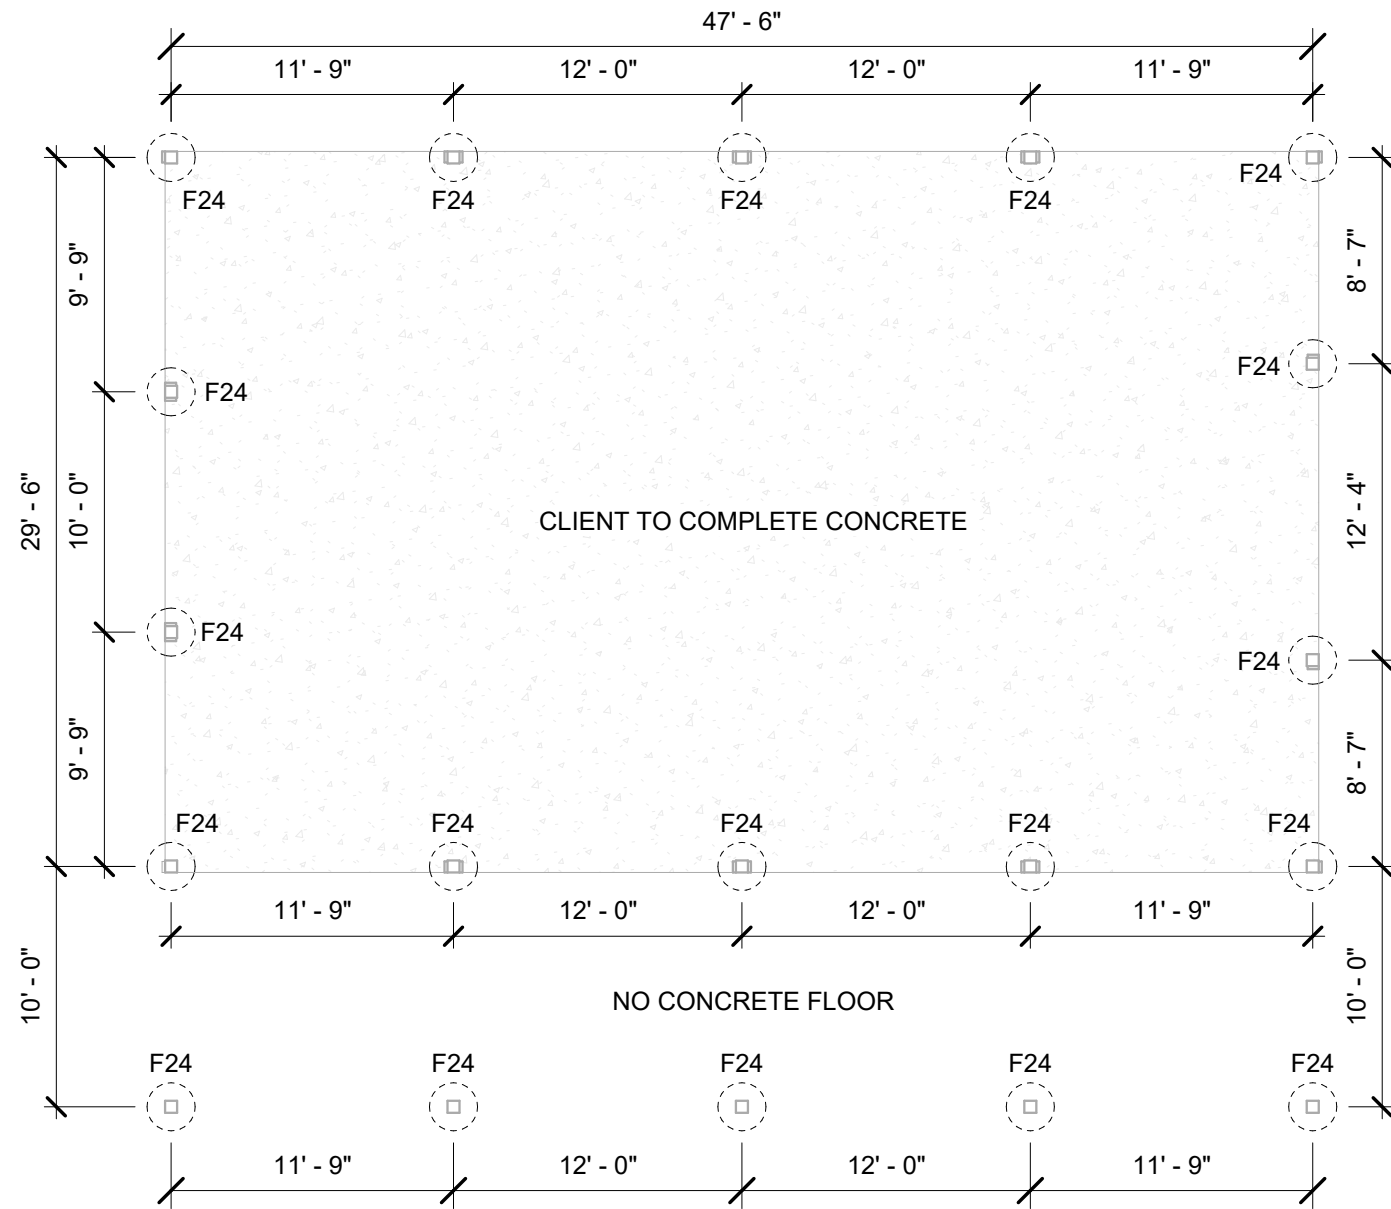 47' - 6"
11' - 9" 12' - 0" 12' - 0" 11' - 9"
F24 F24 F24 F24 F24
9' - 9" 8' - 7"
F24 F24
29' - 6" 10' - 0" 12' - 4"
CLIENT TO COMPLETE CONCRETE
F24 F24
9' - 9" 8' - 7"
F24 F24 F24 F24 F24
11' - 9" 12' - 0" 12' - 0" 11' - 9"
10' - 0" 10' - 0"
NO CONCRETE FLOOR
F24 F24 F24 F24 F24
11' - 9" 12' - 0" 12' - 0" 11' - 9"